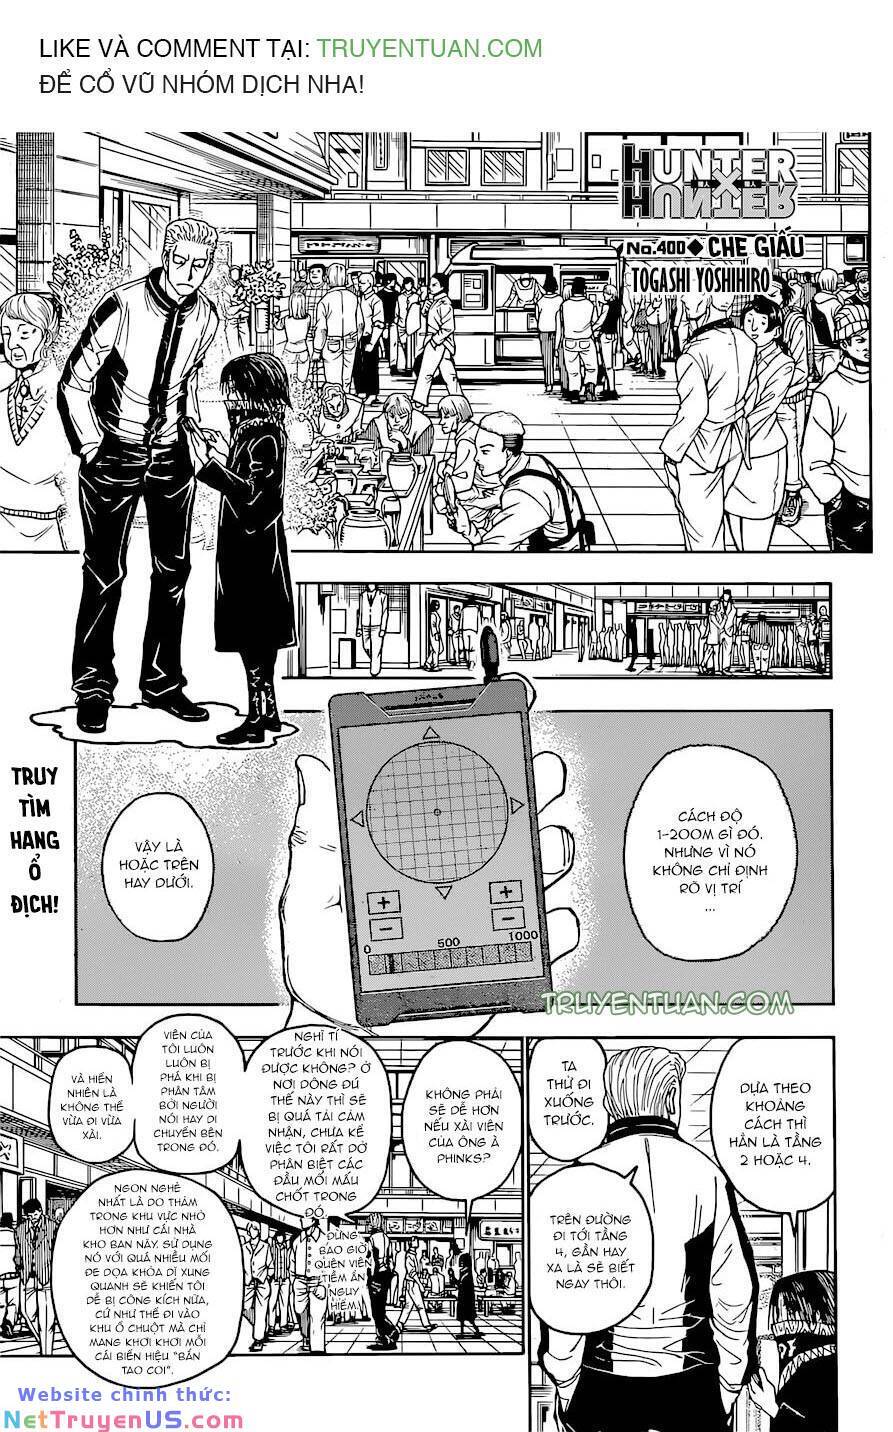 LIKE VÀ COMMENT TẠI: TRUYENTUAN.COM
ĐỂ CỔ VŨ NHÓM DỊCH NHA!
HUNTER
×
HUNTER
No.400◆CHE GIẤU
TOGASHI YOSHIHIRO
TRUY
TÌM
HANG
Ổ
ĐỊCH!
CÁCH ĐỘ
1-200M GÌ ĐÓ.
NHƯNG VÌ NÓ
KHÔNG CHỈ ĐỊNH
RÕ VỊ TRÍ
...
VẬY LÀ
HOẶC TRÊN
HAY DƯỚI.
+
+
−
−
0
500
1000
TRUYENTUAN.COM
DỰA THEO
KHOẢNG
CÁCH THÌ
HẲN LÀ TẦNG
2 HOẶC 4.
TA
THỬ ĐI
XUỐNG
TRƯỚC.
TRÊN ĐƯỜNG
ĐI TỚI TẦNG
4, GẦN HAY
XA LÀ SẼ BIẾT
NGAY THÔI.
KHÔNG PHẢI
SẼ DỄ HƠN
NẾU XÀI VIÊN
CỦA ÔNG À
PHINKS?
NGHĨ TÍ
TRƯỚC KHI NÓI
ĐƯỢC KHÔNG? Ở
NƠI DÔNG ĐÚ
THẾ NÀY THÌ SẼ
BỊ QUÁ TẢI CẢM
NHẬN, CHƯA KỂ
VIỆC TÔI RẤT DỞ
PHÂN BIỆT CÁC
ĐẦU MỐI MẤU
CHỐT TRONG
ĐÓ.
ĐỪNG
BAO GIỜ
QUÊN VIÊN
TIỀM ẨN
NGUY
HIỂM!
VIÊN CỦA
TÔI LUÔN
LUÔN BỊ
PHÁ KHI BỊ
PHÂN TÂM
BỞI NGƯỜI
NÓI HAY DI
CHUYỂN BÊN
TRONG ĐÓ.
VÀ HIỂN
NHIÊN LÀ
KHÔNG THỂ
VỪA ĐI VỪA
XÀI.
NGON NGHẺ
NHẤT LÀ DO THÁM
TRONG KHU VỰC NHỎ
HƠN NHƯ CÁI NHÀ
KHO BAN NÃY. SỬ DỤNG
NÓ VỚI QUÁ NHIỀU MỐI
ĐE DỌA KHÓA DĨ XUNG
QUANH SẼ KHIẾN TÔI
DỄ BỊ CÔNG KÍCH NỮA,
CỨ NHƯ THỂ ĐI VÀO
KHU Ổ CHUỘT MÀ CHỈ
MANG KHƠI KHƠI MỖI
CÁI BIỂN HIỆU “BẮN
TAO COI”.
Website chính thức:
NetTruyenUS.com